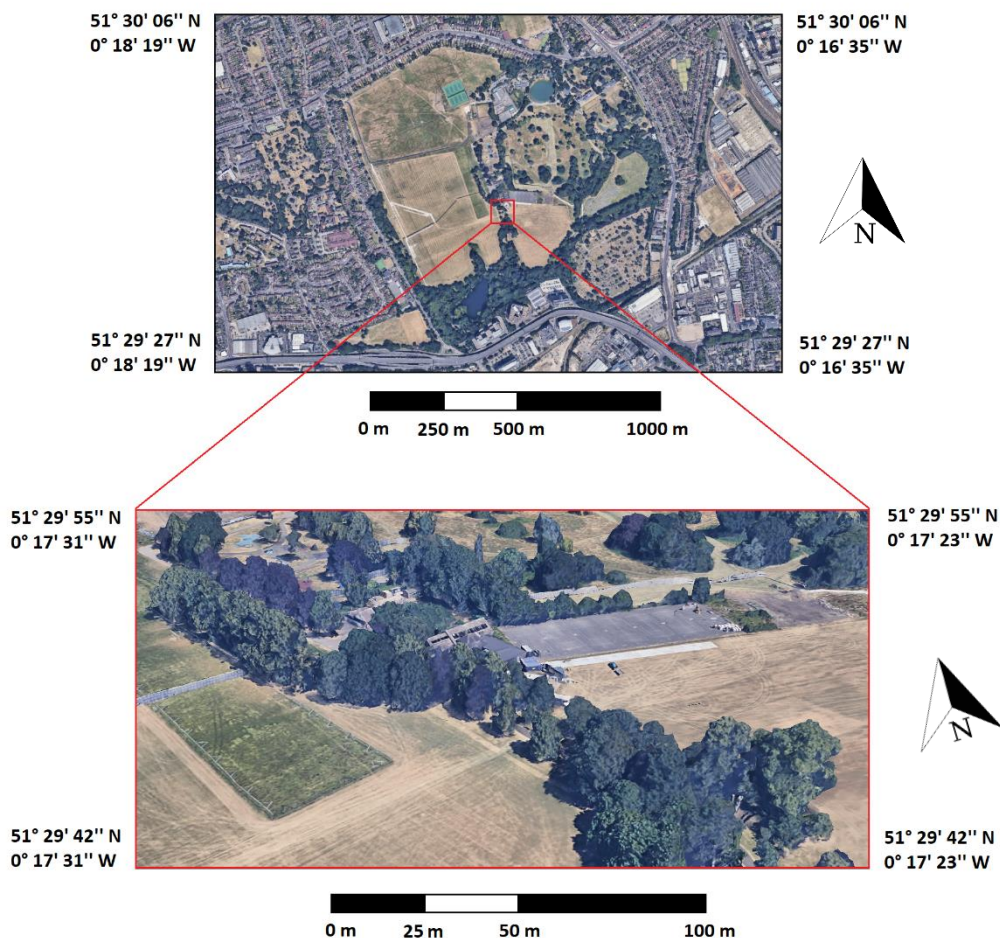 51° 30' 06'' N
0° 18' 19'' W
51° 30' 06'' N
0° 16' 35'' W
N
51° 29' 27'' N
0° 18' 19'' W
51° 29' 27'' N
0° 16' 35'' W
0 m 250 m 500 m 1000 m
51° 29' 55'' N
0° 17' 31'' W
51° 29' 55'' N
0° 17' 23'' W
N
51° 29' 42'' N
0° 17' 31'' W
51° 29' 42'' N
0° 17' 23'' W
0 m 25 m 50 m 100 m